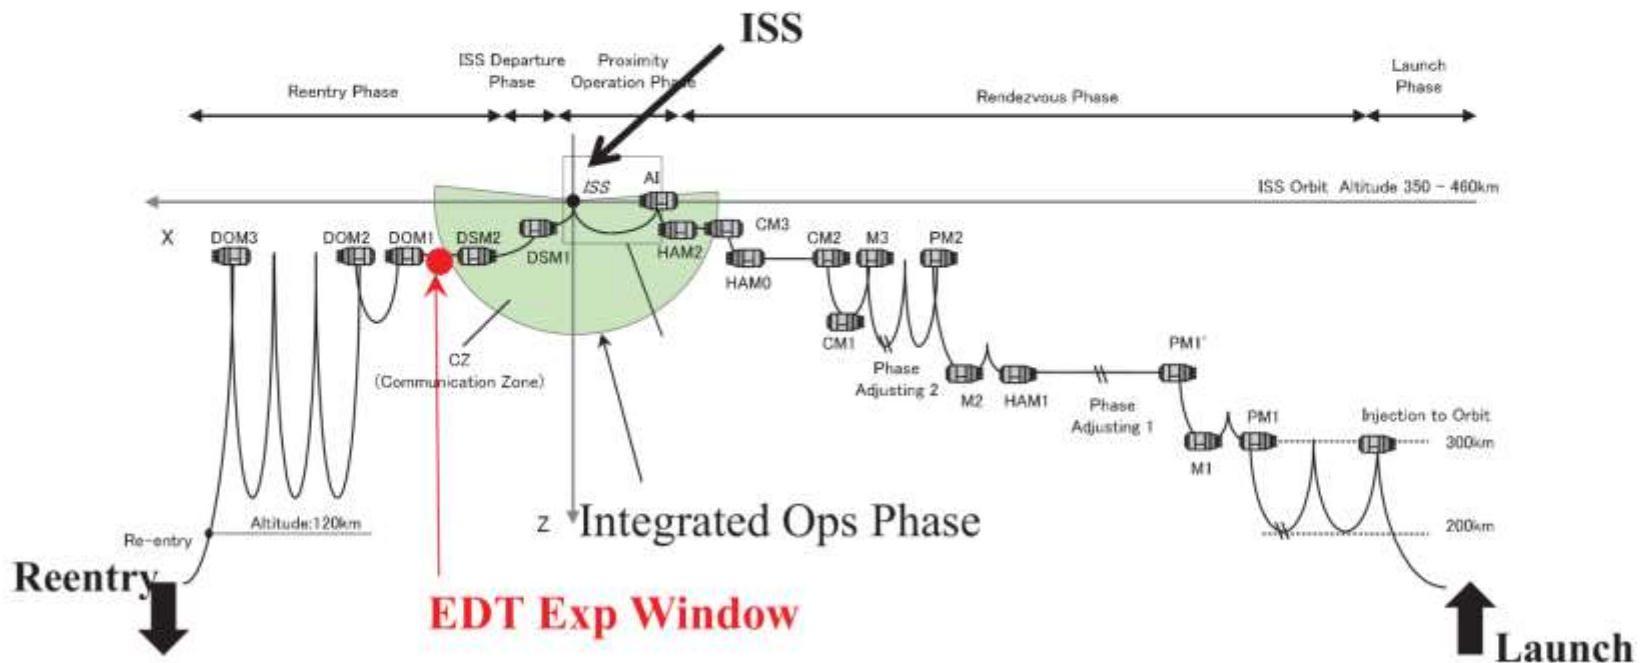 ISS
ISS Departure
Phase
Proximity
Operation Phase
Launch
Phase
Reentry Phase
Rendezvous Phase
ISS
AI
ISS Orbit Altitude 350 - 460km
X
DOM3
DOM2
DOM1
DSM2
DSM1
HAM2
CM3
HAM0
CM2
M3
PM2
CM1
CZ
(Communication Zone)
Phase
Adjusting 2
M2
HAM1
Phase
Adjusting 1
PM1'
M1
PM1
Injection to Orbit
300km
200km
Altitude:120km
Re-entry
Z
Integrated Ops Phase
Reentry
EDT Exp Window
Launch